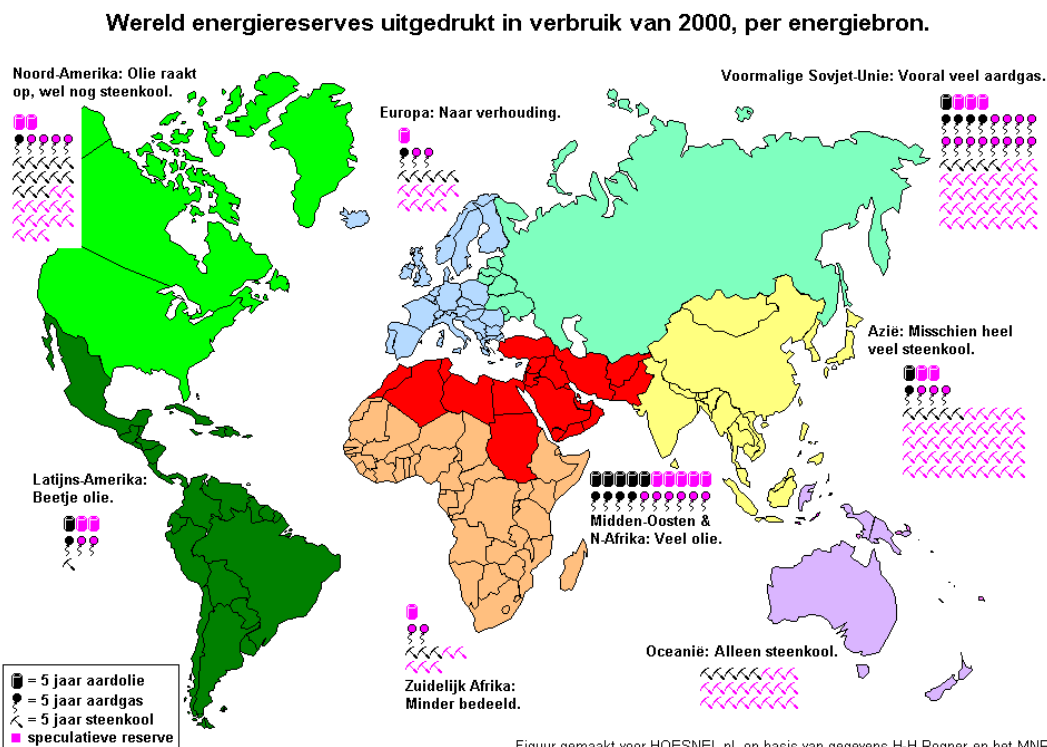 Wereld energiereserves uitgedrukt in verbruik van 2000, per energiebron.
Noord-Amerika: Olie raakt
op, wel nog steenkool.
Europa: Naar verhouding.
Voormalige Sovjet-Unie: Vooral veel aardgas.
Azië: Misschien heel
veel steenkool.
Latijns-Amerika:
Beetje olie.
Midden-Oosten &
N-Afrika: Veel olie.
Zuidelijk Afrika:
Minder bedeeld.
Oceanië: Alleen steenkool.
= 5 jaar aardolie
= 5 jaar aardgas
= 5 jaar steenkool
= speculatieve reserve
Figuur gemaakt voor HOESNEL.nl, op basis van gegevens H-H Rogner en het MNP